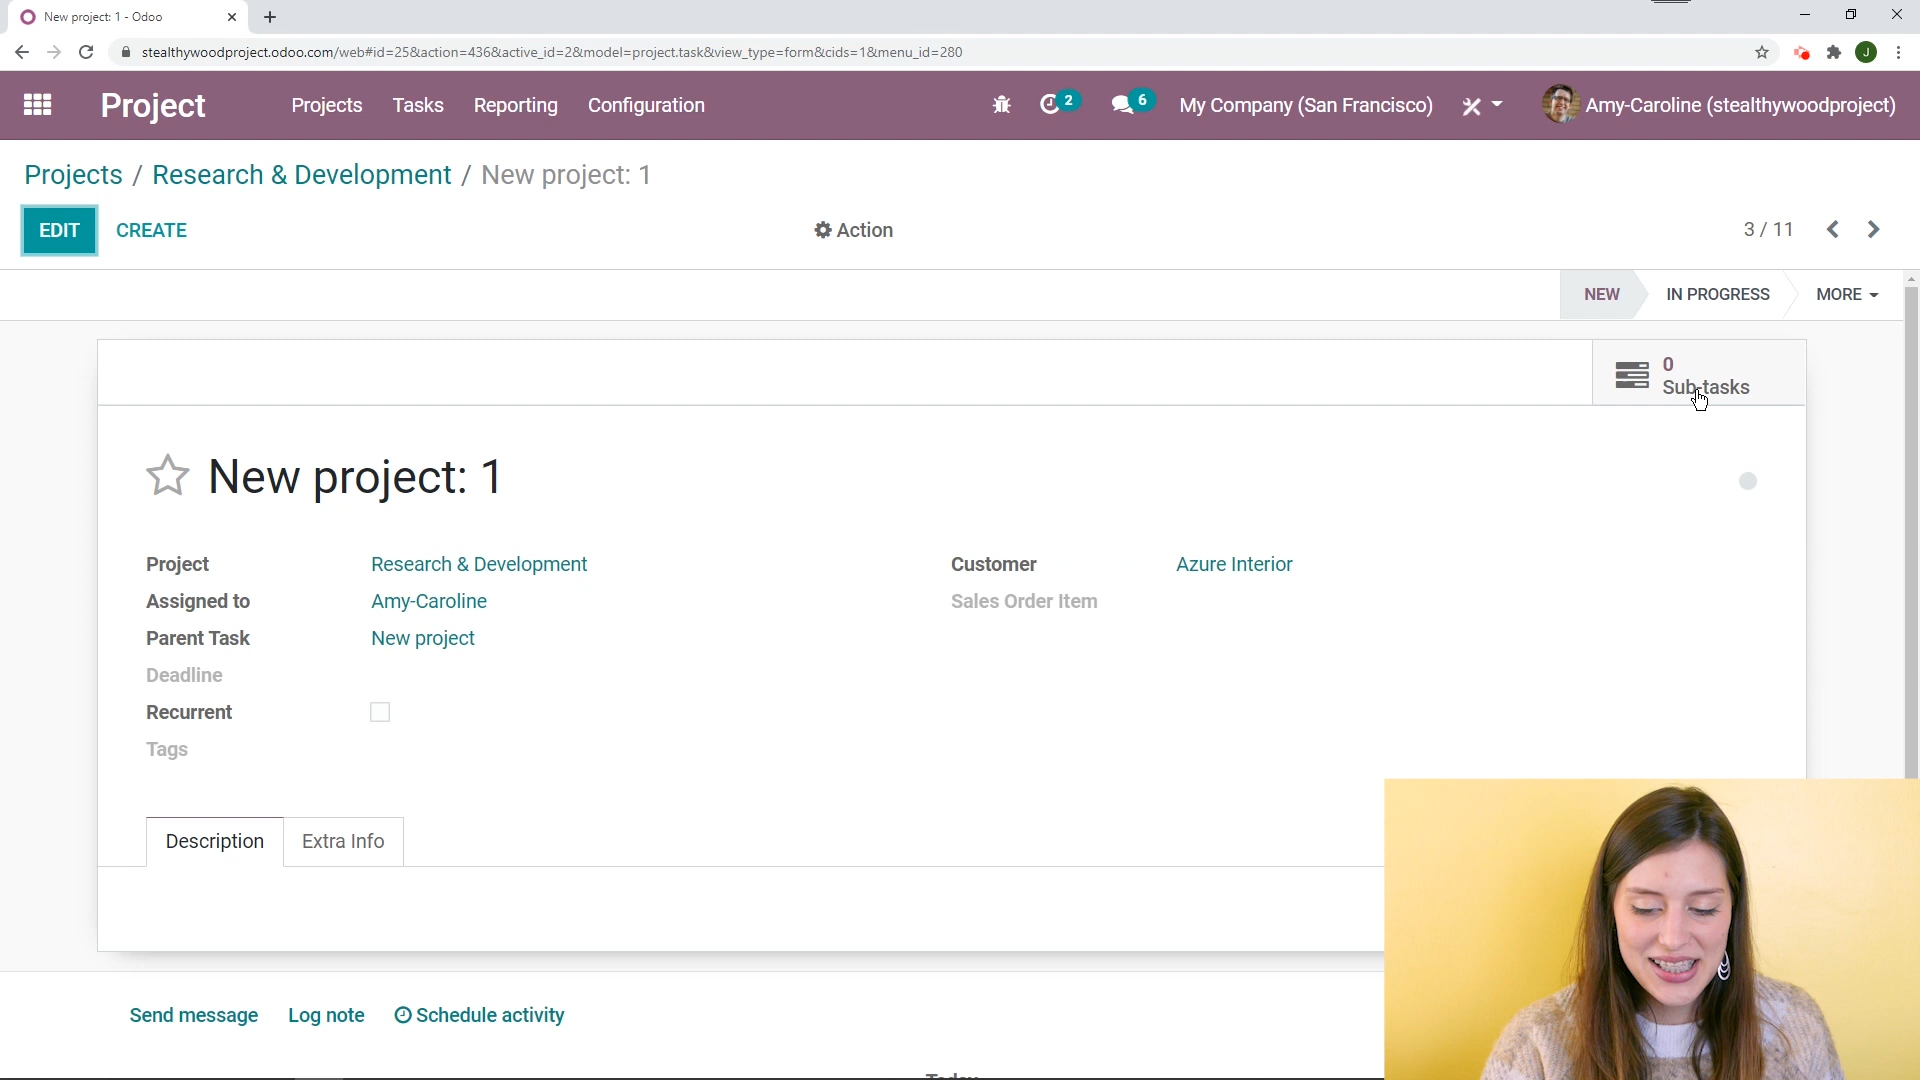 New project: 1 - Odoo
stealthywoodproject.odoo.com/web#id=25&action=436&active_id=2&model=project.task&view_type=form&cids=1&menu_id=280
J
Project
Projects
Tasks
Reporting
Configuration
2
6
My Company (San Francisco)
Amy-Caroline (stealthywoodproject)
Projects / Research & Development / New project: 1
EDIT
CREATE
Action
3 / 11
NEW
IN PROGRESS
MORE
0
Sub-tasks
New project: 1
Project
Research & Development
Customer
Azure Interior
Assigned to
Amy-Caroline
Sales Order Item
Parent Task
New project
Deadline
Recurrent
Tags
Description
Extra Info
Send message
Log note
Schedule activity
Today